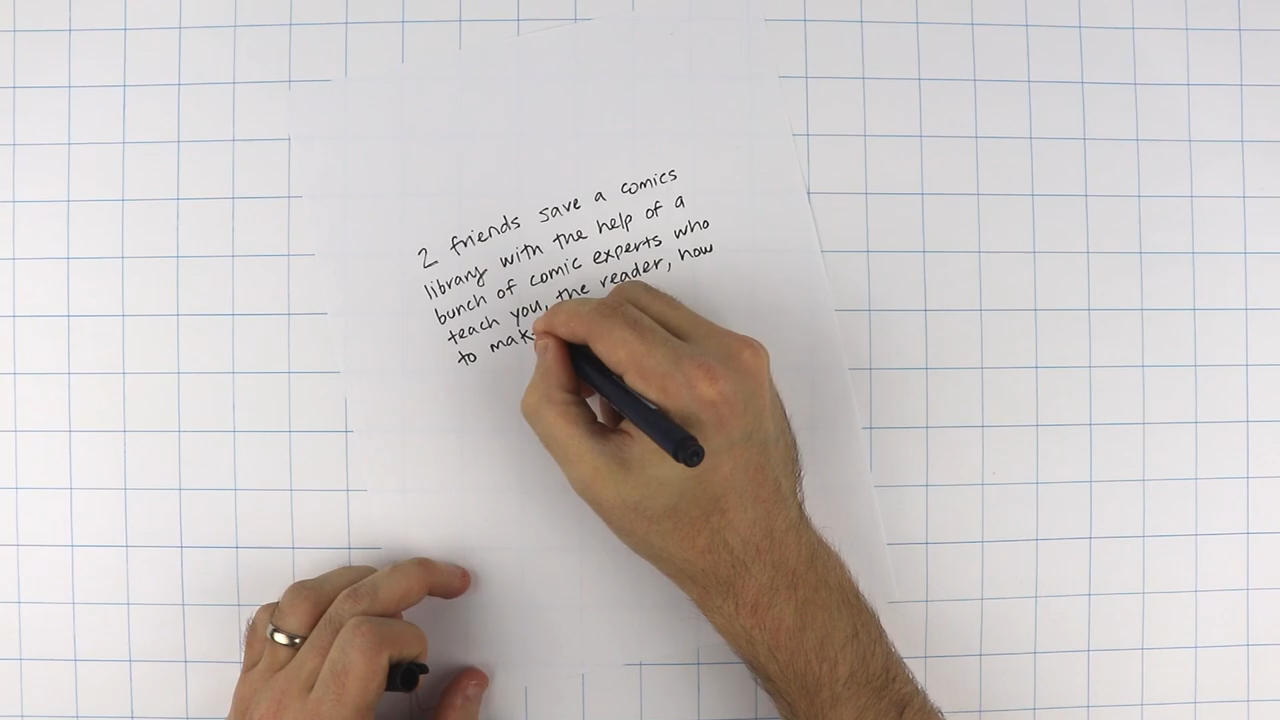 2 friends save a comics
library with the help of a
bunch of comic experts who
teach you, the reader, how
to mak